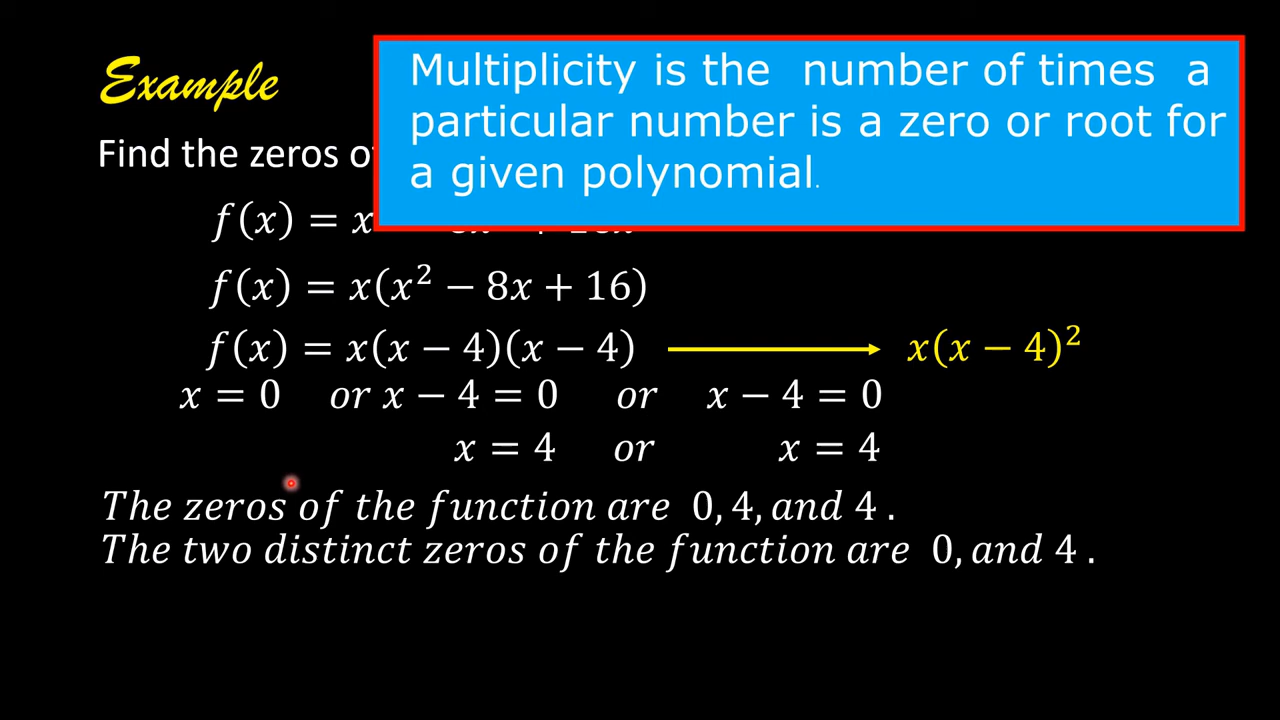 Example
Multiplicity is the number of times a
particular number is a zero or root for
a given polynomial.
Find the zeros of
f(x) = x
f(x) = x(x² − 8x + 16)
f(x) = x(x − 4)(x − 4) → x(x − 4)²
x = 0 or x − 4 = 0 or x − 4 = 0
x = 4 or x = 4
The zeros of the function are 0, 4, and 4 .
The two distinct zeros of the function are 0, and 4 .